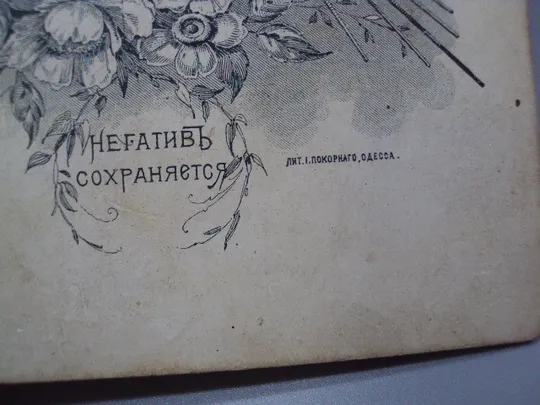 НЕГАТИВЪ
СОХРАНЯЕТСЯ
ЛИТ. І. ПОКОРНАГО, ОДЕССА.